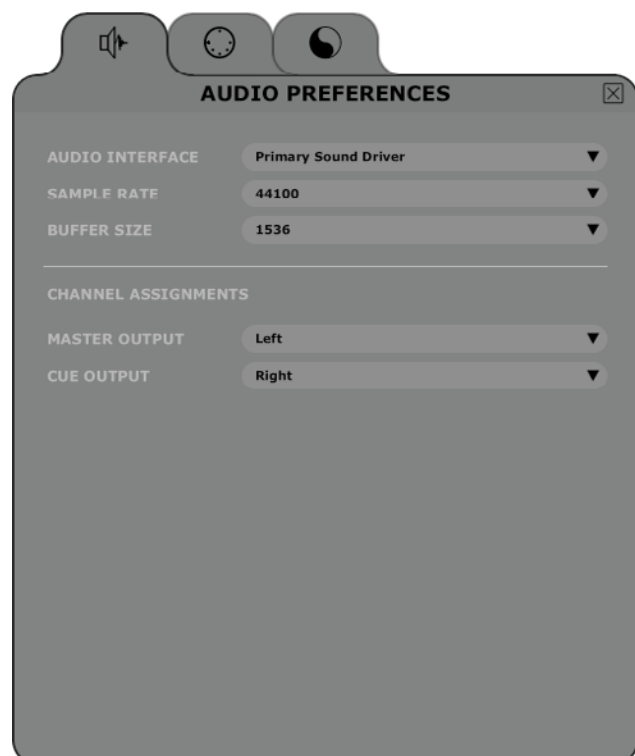 AUDIO PREFERENCES
AUDIO INTERFACE Primary Sound Driver
SAMPLE RATE 44100
BUFFER SIZE 1536
CHANNEL ASSIGNMENTS
MASTER OUTPUT Left
CUE OUTPUT Right